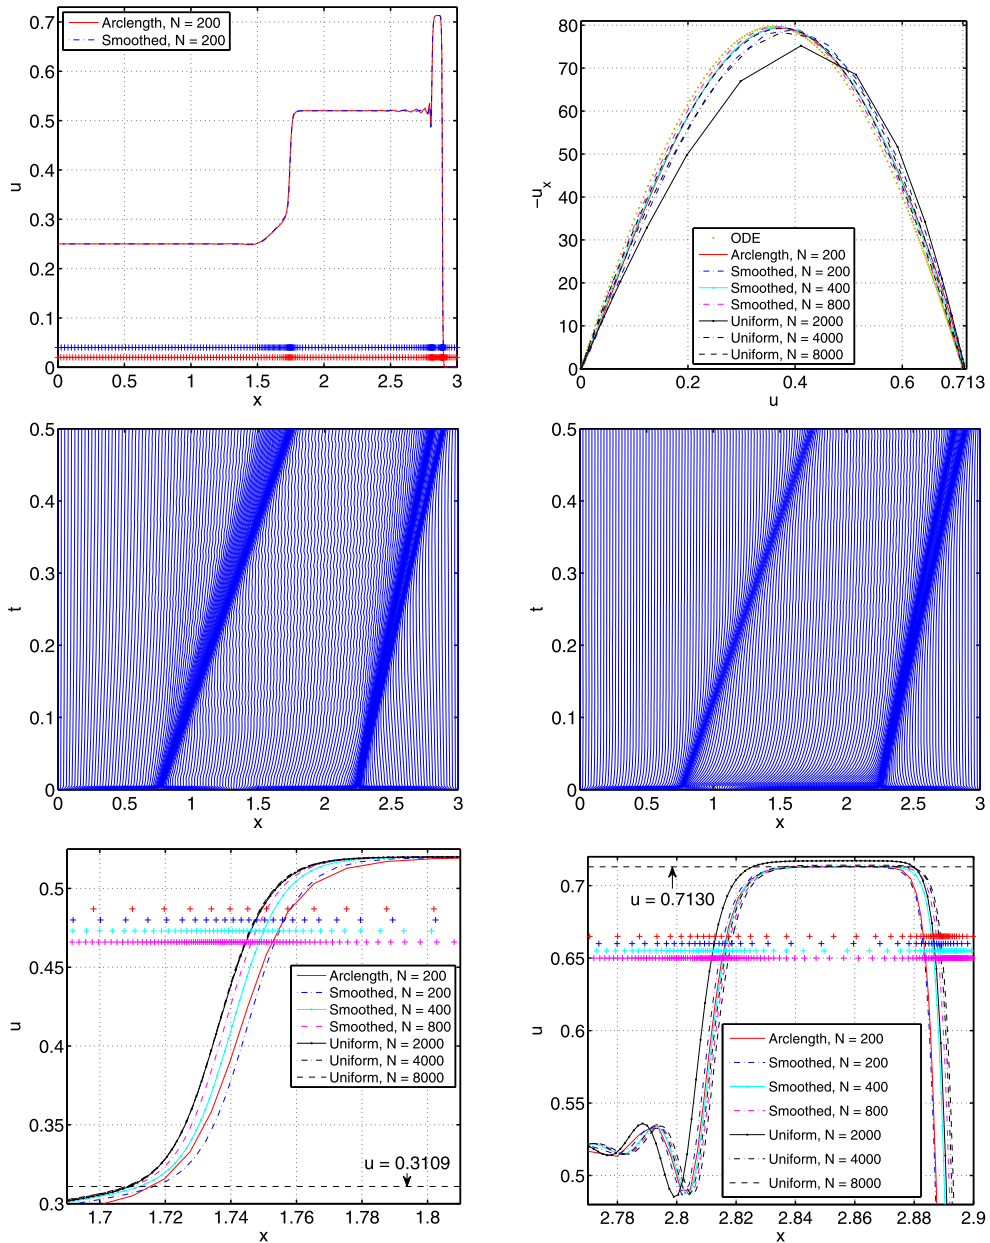 0.7
0.6
0.5
0.4
0.3
0.2
0.1
0
u
Arclength, N = 200
Smoothed, N = 200
0 0.5 1 1.5 2 2.5 3
x
80
70
60
50
40
30
20
10
0
−u_x
ODE
Arclength, N = 200
Smoothed, N = 200
Smoothed, N = 400
Smoothed, N = 800
Uniform, N = 2000
Uniform, N = 4000
Uniform, N = 8000
0 0.2 0.4 0.6 0.713
u
0.5
0.4
0.3
0.2
0.1
0
t
0 0.5 1 1.5 2 2.5 3
x
0.5
0.4
0.3
0.2
0.1
0
t
0 0.5 1 1.5 2 2.5 3
x
0.5
0.45
0.4
0.35
0.3
u
Arclength, N = 200
Smoothed, N = 200
Smoothed, N = 400
Smoothed, N = 800
Uniform, N = 2000
Uniform, N = 4000
Uniform, N = 8000
u = 0.3109
1.7 1.72 1.74 1.76 1.78 1.8
x
0.7
0.65
0.6
0.55
0.5
u
u = 0.7130
Arclength, N = 200
Smoothed, N = 200
Smoothed, N = 400
Smoothed, N = 800
Uniform, N = 2000
Uniform, N = 4000
Uniform, N = 8000
2.78 2.8 2.82 2.84 2.86 2.88 2.9
x